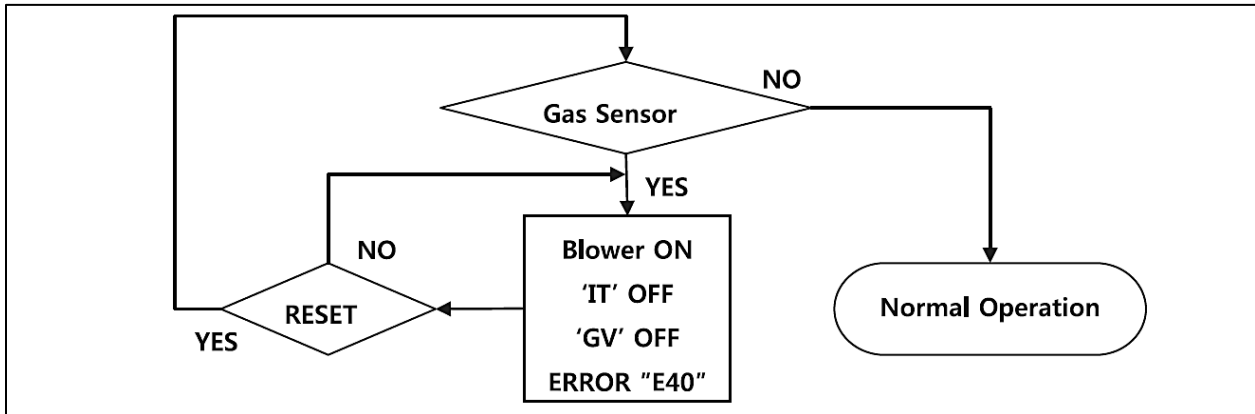 Gas Sensor
NO
YES
Blower ON
‘IT’ OFF
‘GV’ OFF
ERROR "E40"
NO
RESET
YES
Normal Operation